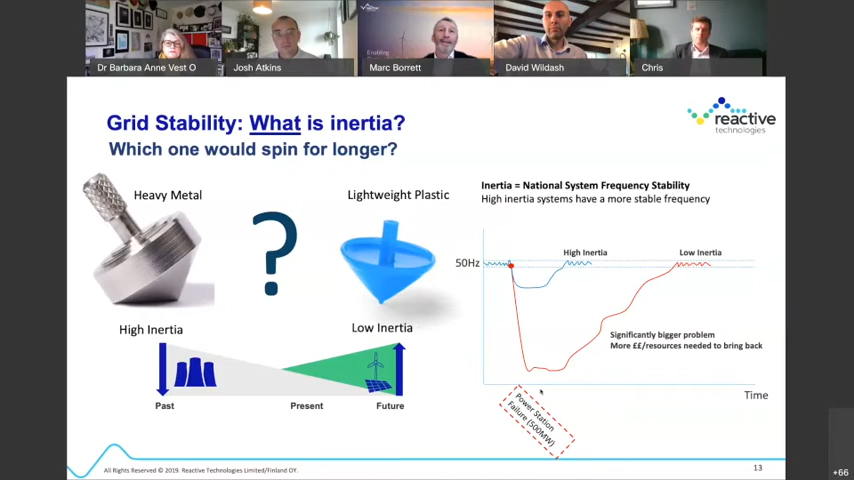 reactive
Enabling
Dr Barbara Anne Vest O
Josh Atkins
Marc Borrett
David Wildash
Chris
Grid Stability: What is inertia?
Which one would spin for longer?
reactive
technologies
Heavy Metal
?
Lightweight Plastic
High Inertia
Low Inertia
Past
Present
Future
Inertia = National System Frequency Stability
High inertia systems have a more stable frequency
50Hz
High Inertia
Low Inertia
Significantly bigger problem
More ££/resources needed to bring back
Power Station
Failure (500MW)
Time
All Rights Reserved © 2019. Reactive Technologies Limited/Finland OY.
13
+66